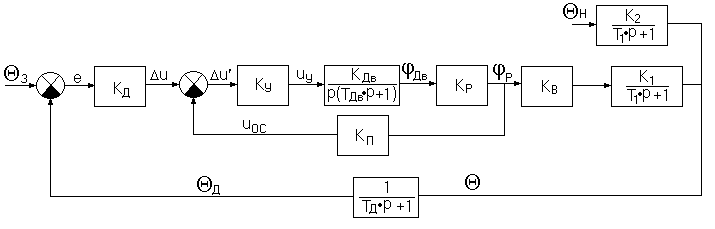 Θн
K2
T1•p+1
Θз
e
KД
Δu
Δu'
Kу
uу
KДв
p(TДв•p+1)
φДв
KР
φР
KВ
K1
T1•p+1
uОС
KП
ΘД
1
TД•p+1
Θ